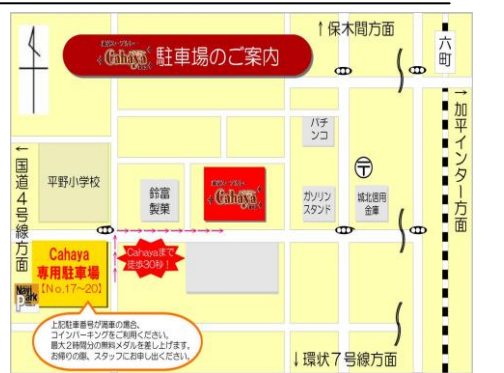 ↑保木間方面
六町
Cahaya
駐車場のご案内
パチ
ンコ
→加平インター方面
←国道4号線方面
平野小学校
鈴富
製菓
Cahaya
〒
ガソリン
スタンド
城北信用
金庫
Cahaya
専用駐車場
【No.17~20】
Cahayaまで
徒歩30秒！
Navi
Park
上記駐車番号が満車の場合、
コインパーキングをご利用ください。
最大2時間分の無料メダルを差し上げます。
お帰りの際、スタッフにお申し出ください。
↓環状7号線方面